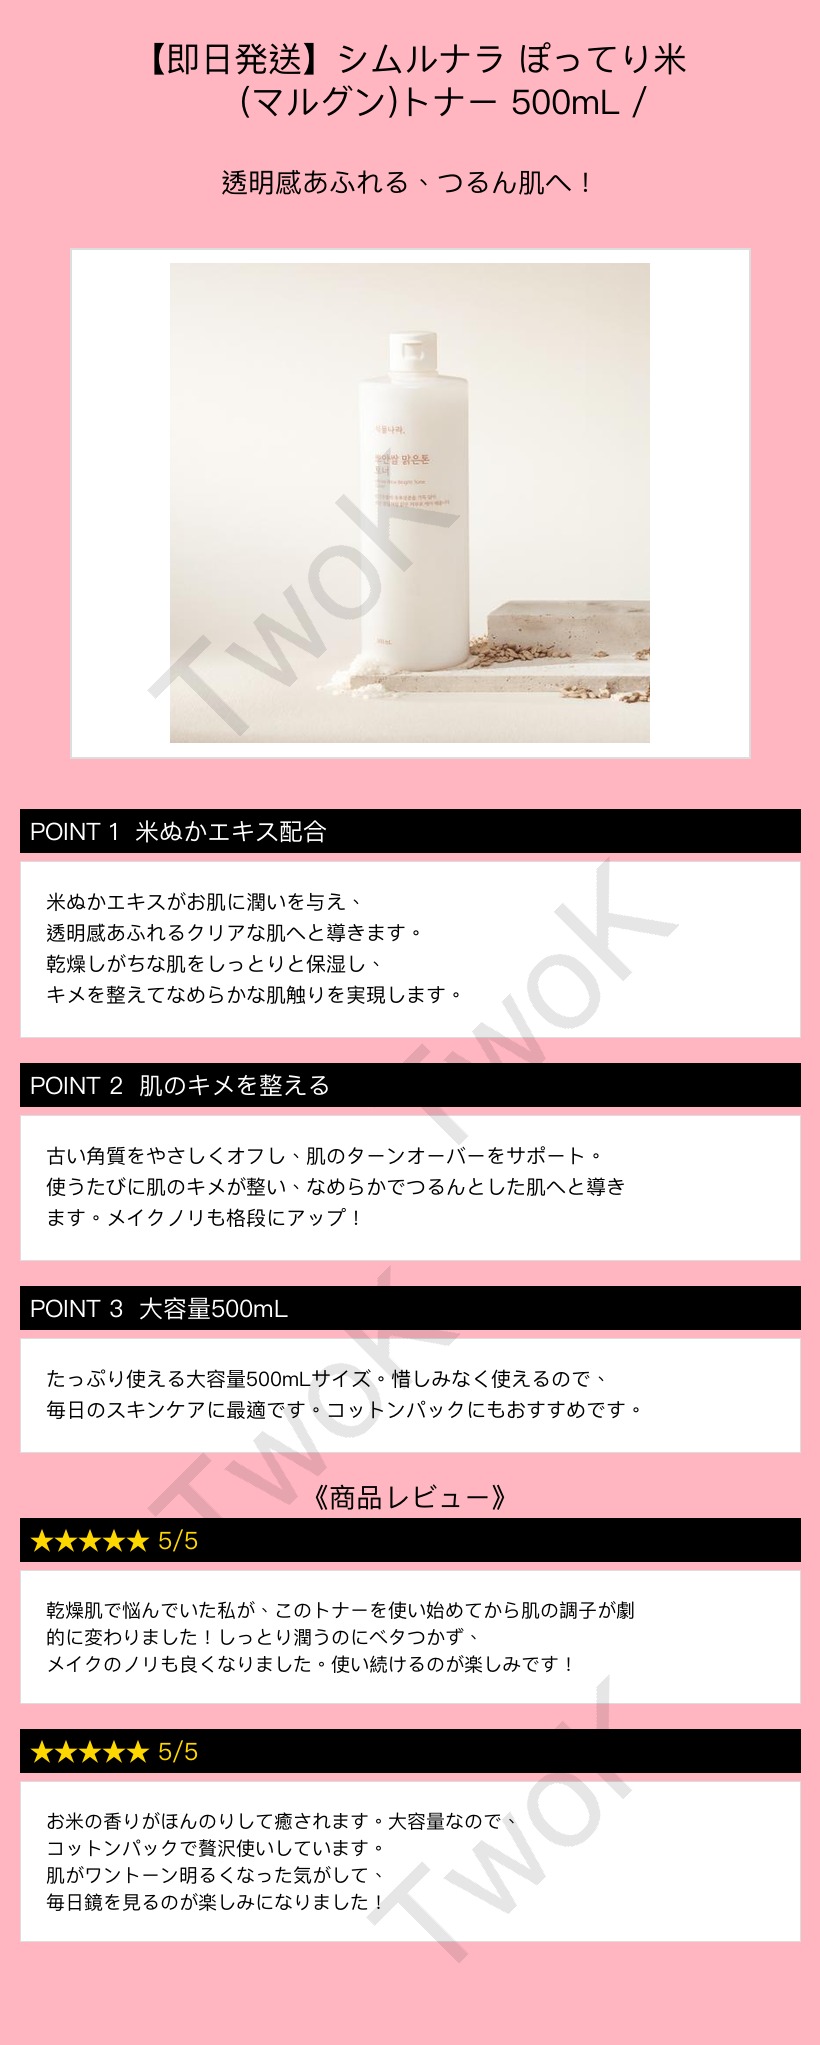 【即日発送】シムルナラ ぽってり米
(マルグン)トナー 500mL /
透明感あふれる、つるん肌へ！
식물나라.
뽀얀쌀 맑은톤
토너
TwoK
POINT 1 米ぬかエキス配合
米ぬかエキスがお肌に潤いを与え、
透明感あふれるクリアな肌へと導きます。
乾燥しがちな肌をしっとりと保湿し、
キメを整えてなめらかな肌触りを実現します。
TwoK
POINT 2 肌のキメを整える
古い角質をやさしくオフし、肌のターンオーバーをサポート。
使うたびに肌のキメが整い、なめらかでつるんとした肌へと導き
ます。メイクノリも格段にアップ！
POINT 3 大容量500mL
たっぷり使える大容量500mLサイズ。惜しみなく使えるので、
毎日のスキンケアに最適です。コットンパックにもおすすめです。
TwoK
《商品レビュー》
★★★★★ 5/5
乾燥肌で悩んでいた私が、このトナーを使い始めてから肌の調子が劇
的に変わりました！しっとり潤うのにベタつかず、
メイクのノリも良くなりました。使い続けるのが楽しみです！
★★★★★ 5/5
お米の香りがほんのりして癒されます。大容量なので、
コットンパックで贅沢使いしています。
肌がワントーン明るくなった気がして、
毎日鏡を見るのが楽しみになりました！
TwoK